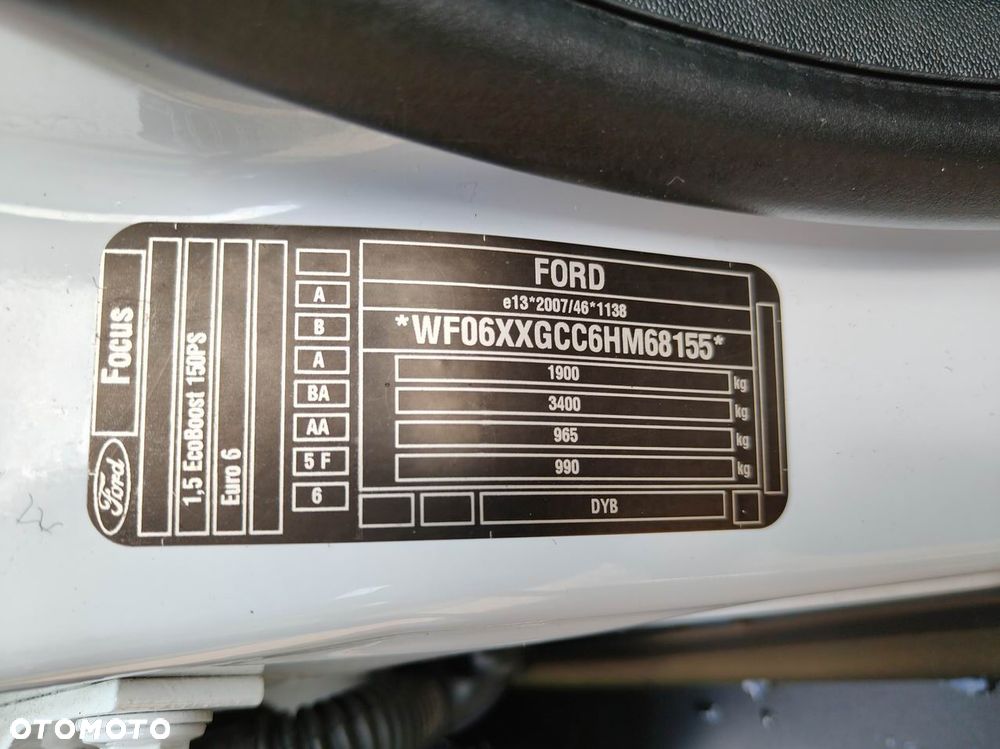 Ford
Focus
1,5 EcoBoost 150PS
Euro 6
A
B
A
BA
AA
5 F
6
FORD
e13*2007/46*1138
*WF06XXGCC6HM68155*
1900 kg
3400 kg
965 kg
990 kg
DYB
OTOMOTO